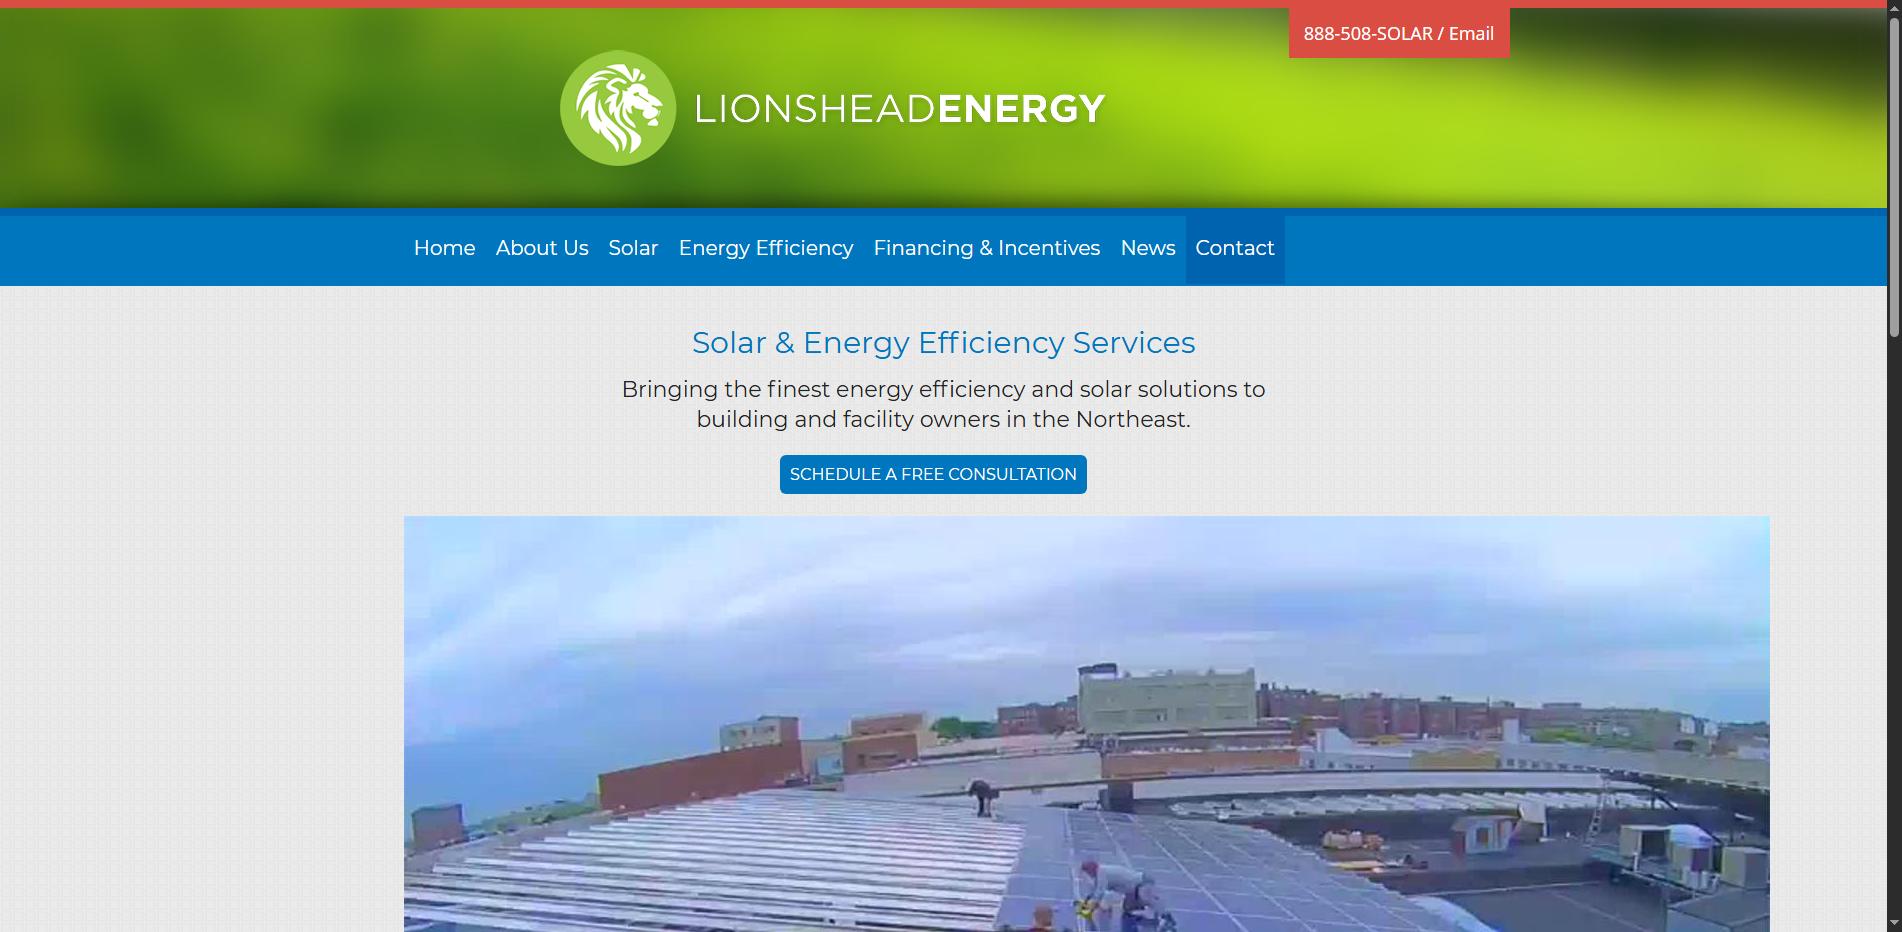 888-508-SOLAR / Email
LIONSHEADENERGY
Home About Us Solar Energy Efficiency Financing & Incentives News Contact
Solar & Energy Efficiency Services
Bringing the finest energy efficiency and solar solutions to
building and facility owners in the Northeast.
SCHEDULE A FREE CONSULTATION